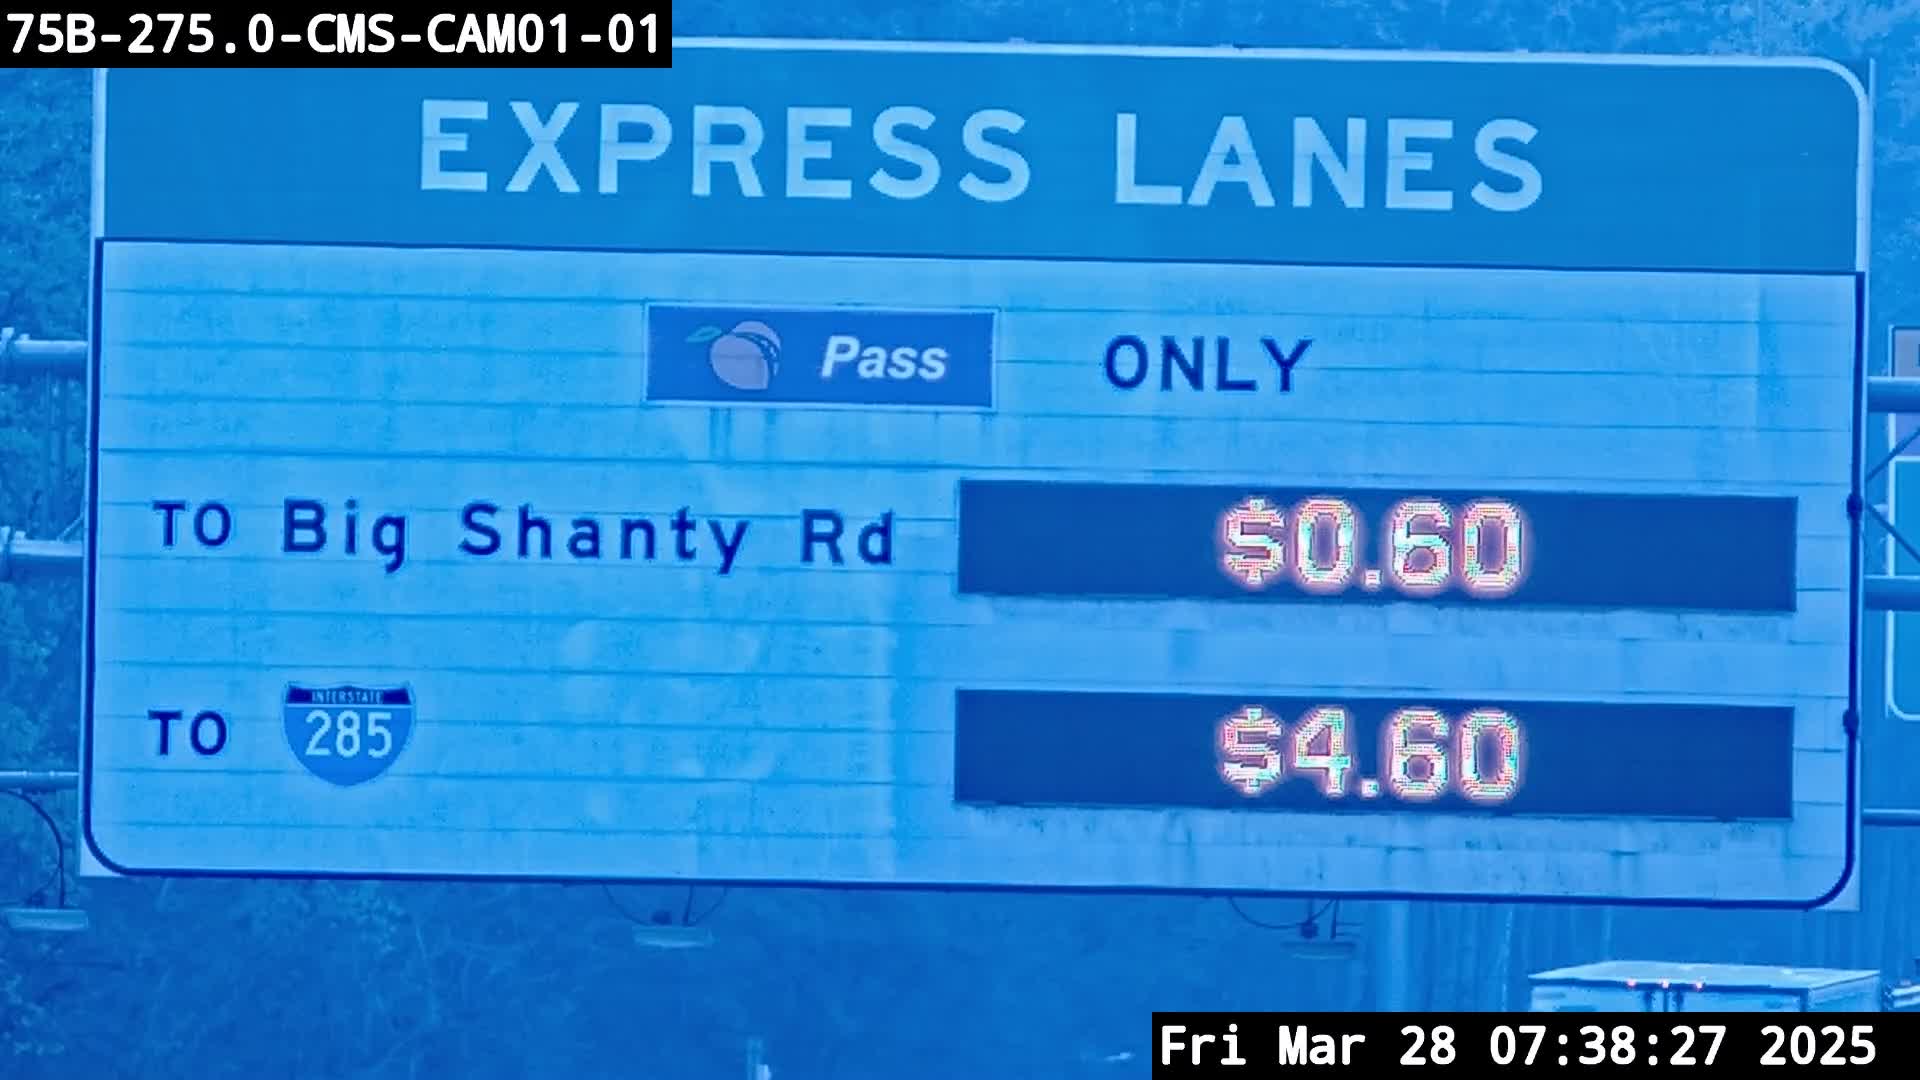 75B-275.0-CMS-CAM01-01
EXPRESS LANES
Pass ONLY
TO Big Shanty Rd $0.60
INTERSTATE
TO 285 $4.60
Fri Mar 28 07:38:27 2025